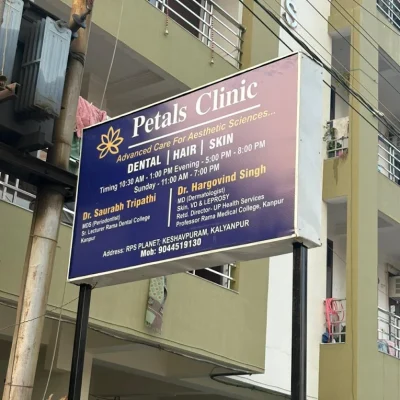 Petals Clinic
Advanced Care For Aesthetic Sciences...
DENTAL | HAIR | SKIN
Timing 10:30 AM - 1:00 PM Evening - 5:00 PM - 8:00 PM
Sunday - 11:00 AM - 7:00 PM
Dr. Saurabh Tripathi
MDS (Periodontist)
Sr. Lecturer Rama Dental College
Kanpur
Dr. Hargovind Singh
MD (Dermatologist)
Skin. VD & LEPROSY
Retd. Director- UP Health Services
Professor Rama Medical College, Kanpur
Address: RPS PLANET, KESHAVPURAM, KALYANPUR
Mob: 9044519130